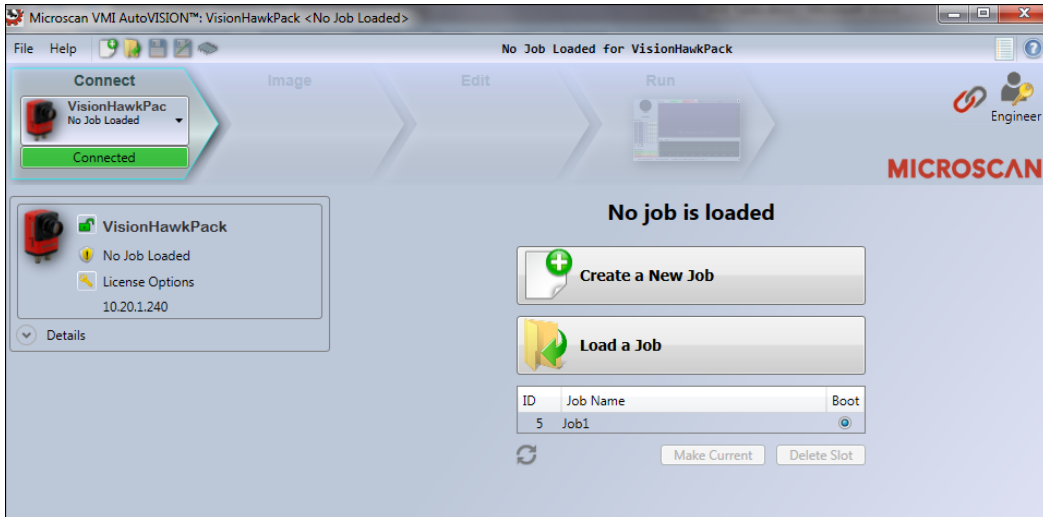 Microscan VMI AutoVISION™: VisionHawkPack <No Job Loaded>
File Help No Job Loaded for VisionHawkPack
Connect Image Edit Run
VisionHawkPac
No Job Loaded
Connected
Engineer
MICROSCAN
VisionHawkPack
No Job Loaded
License Options
10.20.1.240
Details
No job is loaded
Create a New Job
Load a Job
ID Job Name Boot
5 Job1
Make Current Delete Slot